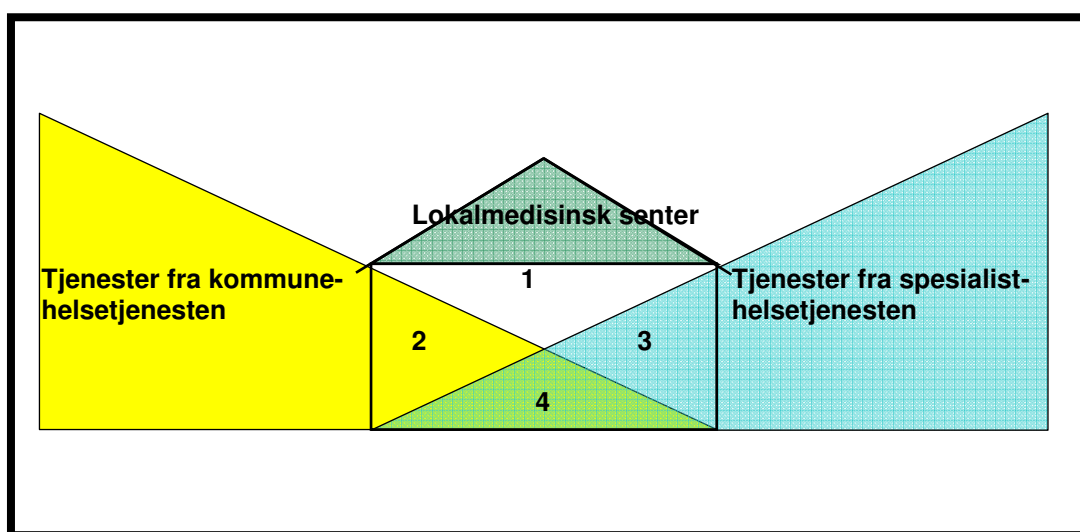 Lokalmedisinsk senter
Tjenester fra kommune-
helsetjenesten
1
Tjenester fra spesialist-
helsetjenesten
2
3
4